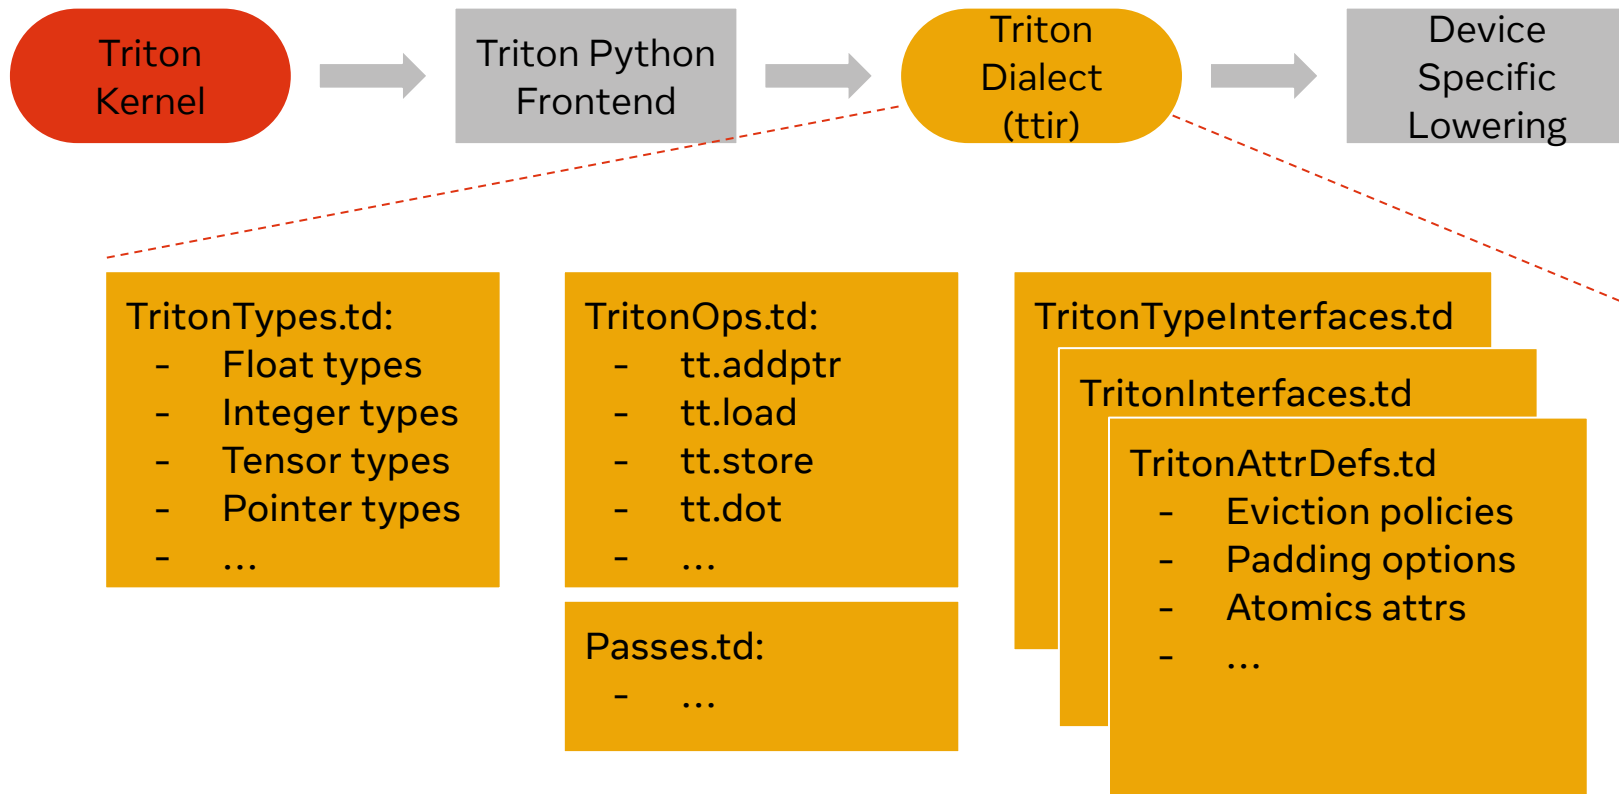 Triton
Kernel
Triton Python
Frontend
Triton
Dialect
(ttir)
Device
Specific
Lowering
TritonTypes.td:
- Float types
- Integer types
- Tensor types
- Pointer types
- ...
TritonOps.td:
- tt.addptr
- tt.load
- tt.store
- tt.dot
- ...
Passes.td:
- ...
TritonTypeInterfaces.td
TritonInterfaces.td
TritonAttrDefs.td
- Eviction policies
- Padding options
- Atomics attrs
- ...